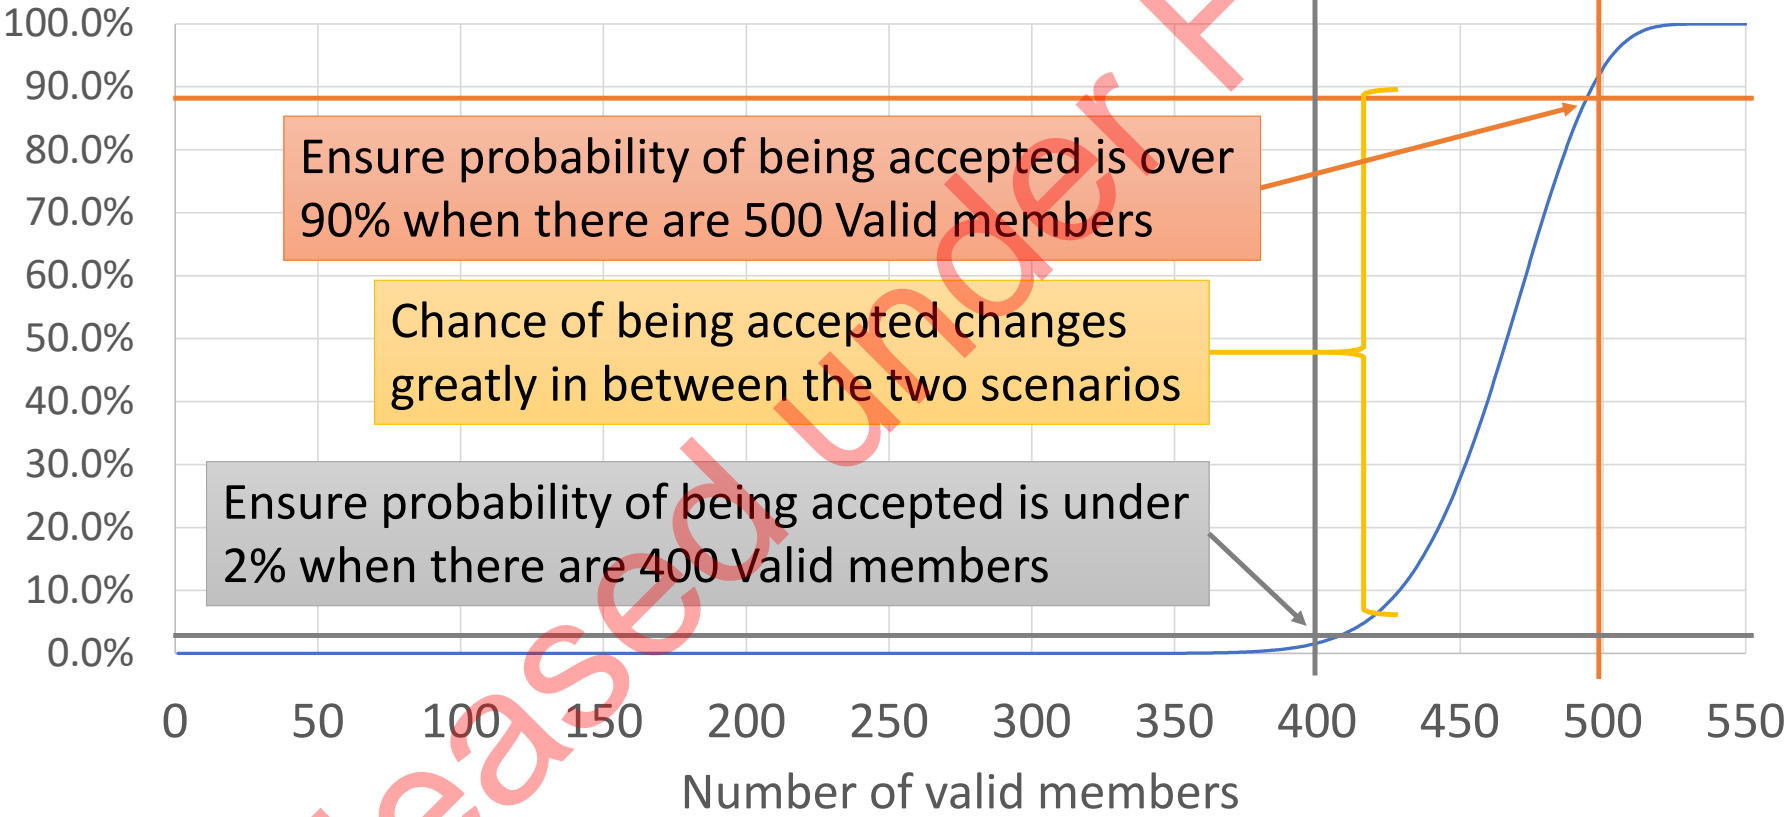 100.0%
90.0%
80.0%
70.0%
60.0%
50.0%
40.0%
30.0%
20.0%
10.0%
0.0%
Ensure probability of being accepted is over
90% when there are 500 Valid members
Chance of being accepted changes
greatly in between the two scenarios
Ensure probability of being accepted is under
2% when there are 400 Valid members
0 50 100 150 200 250 300 350 400 450 500 550
Number of valid members
eased under F